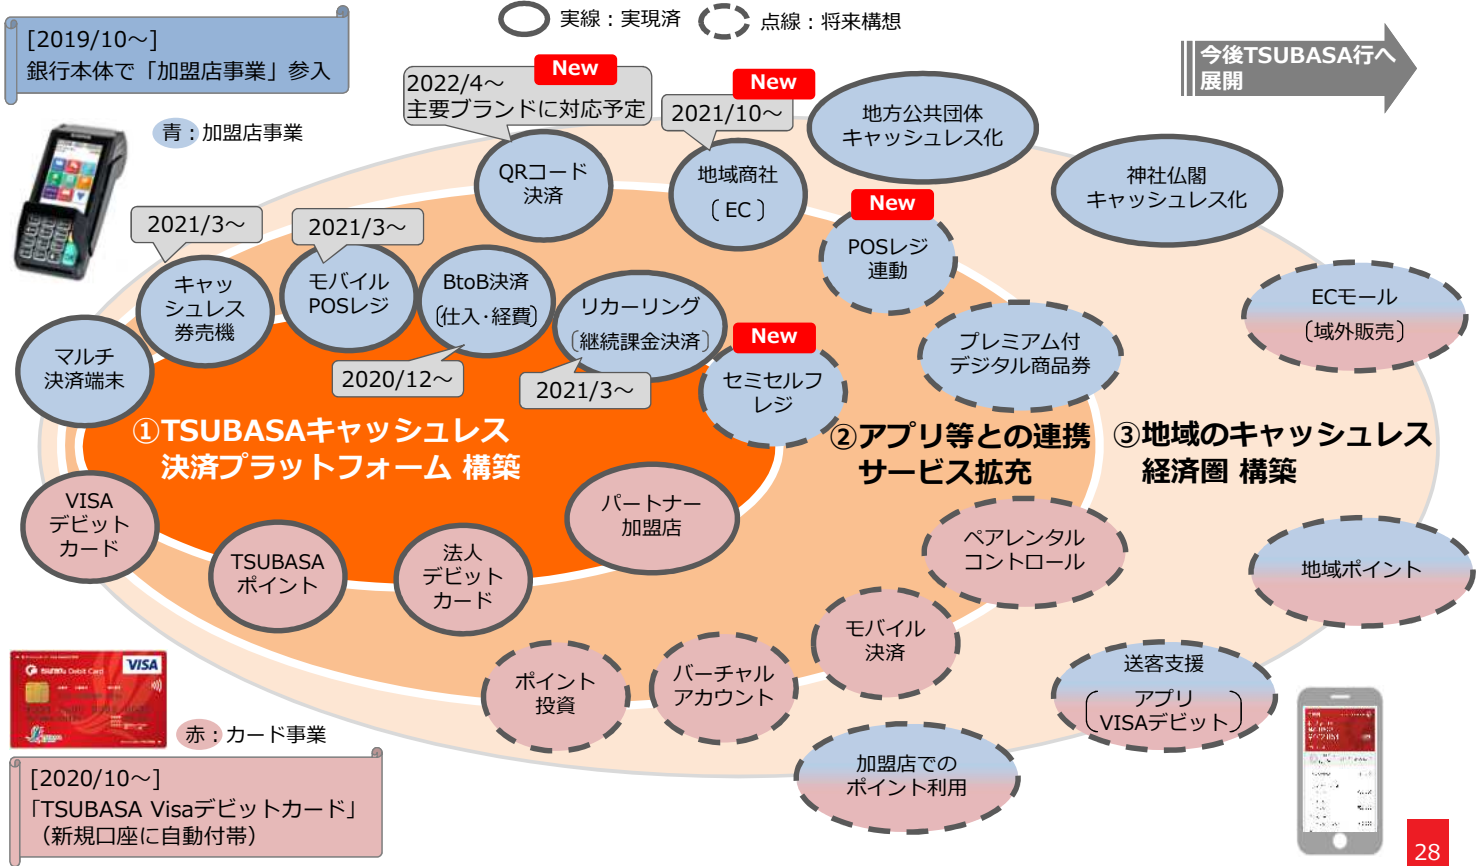 実線：実現済
点線：将来構想
[2019/10～]
銀行本体で「加盟店事業」参入
今後TSUBASA行へ
展開
青：加盟店事業
New
2022/4～
主要ブランドに対応予定
New
2021/10～
地方公共団体
キャッシュレス化
QRコード
決済
地域商社
〔 EC 〕
神社仏閣
キャッシュレス化
New
POSレジ
連動
2021/3～
2021/3～
キャッ
シュレス
券売機
モバイル
POSレジ
BtoB決済
〔仕入・経費〕
リカーリング
〔継続課金決済〕
ECモール
〔域外販売〕
マルチ
決済端末
2020/12～
2021/3～
New
セミセルフ
レジ
プレミアム付
デジタル商品券
①TSUBASAキャッシュレス
決済プラットフォーム 構築
②アプリ等との連携
サービス拡充
③地域のキャッシュレス
経済圏 構築
VISA
デビット
カード
TSUBASA
ポイント
法人
デビット
カード
パートナー
加盟店
ペアレンタル
コントロール
地域ポイント
モバイル
決済
バーチャル
アカウント
ポイント
投資
送客支援
〔アプリ
VISAデビット〕
加盟店での
ポイント利用
Debit Card
VISA
赤：カード事業
[2020/10～]
「TSUBASA Visaデビットカード」
（新規口座に自動付帯）
28